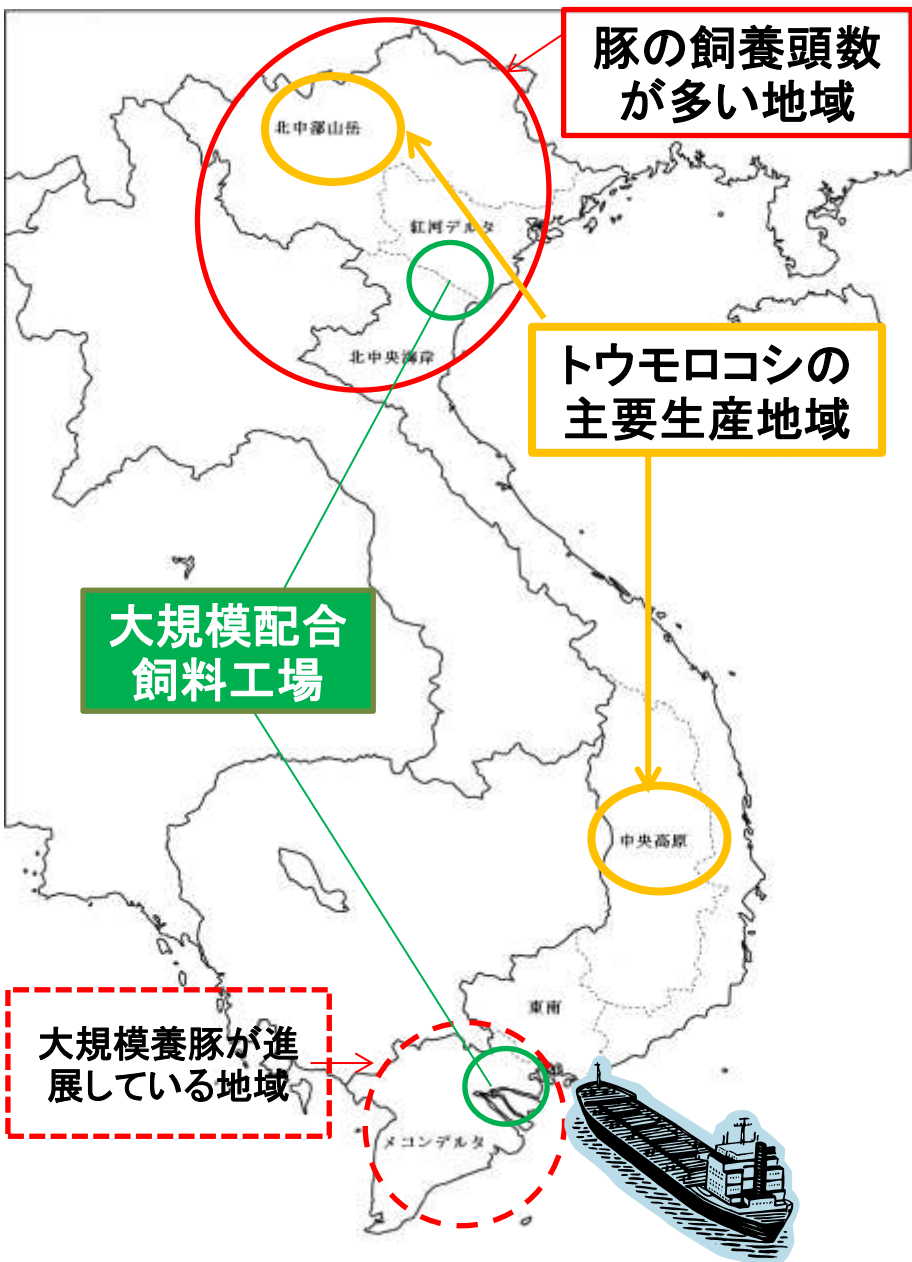 豚の飼養頭数
が多い地域
北中部山岳
紅河デルタ
北中央海岸
トウモロコシの
主要生産地域
大規模配合
飼料工場
中央高原
東南
大規模養豚が進
展している地域
メコンデルタ